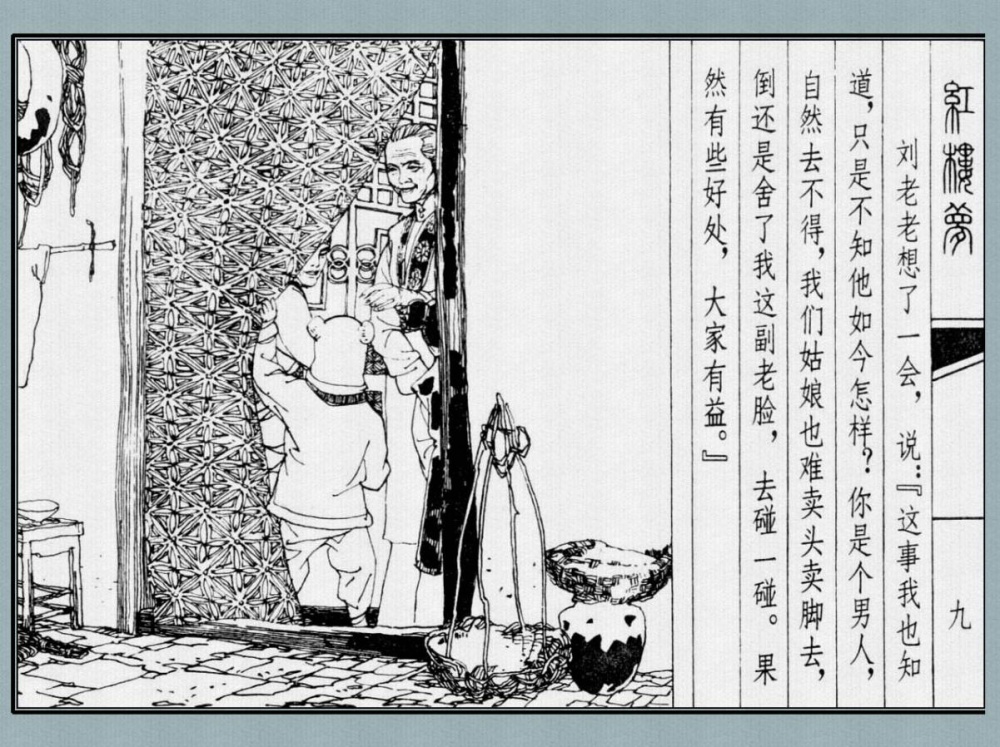 紅樓夢
九
刘老老想了一会，说：『这事我也知
道，只是不知他如今怎样？你是个男人，
自然去不得，我们姑娘也难卖头卖脚去，
倒还是舍了我这副老脸，去碰一碰。果
然有些好处，大家有益。』